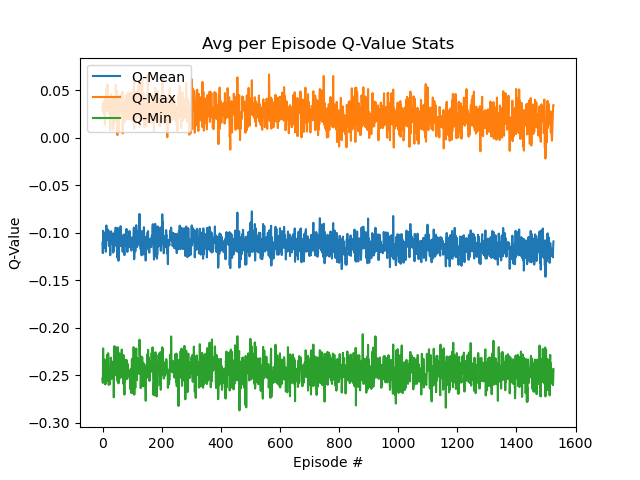 Avg per Episode Q-Value Stats
Q-Mean
Q-Max
Q-Min
Q-Value
0.05
0.00
−0.05
−0.10
−0.15
−0.20
−0.25
−0.30
0 200 400 600 800 1000 1200 1400 1600
Episode #